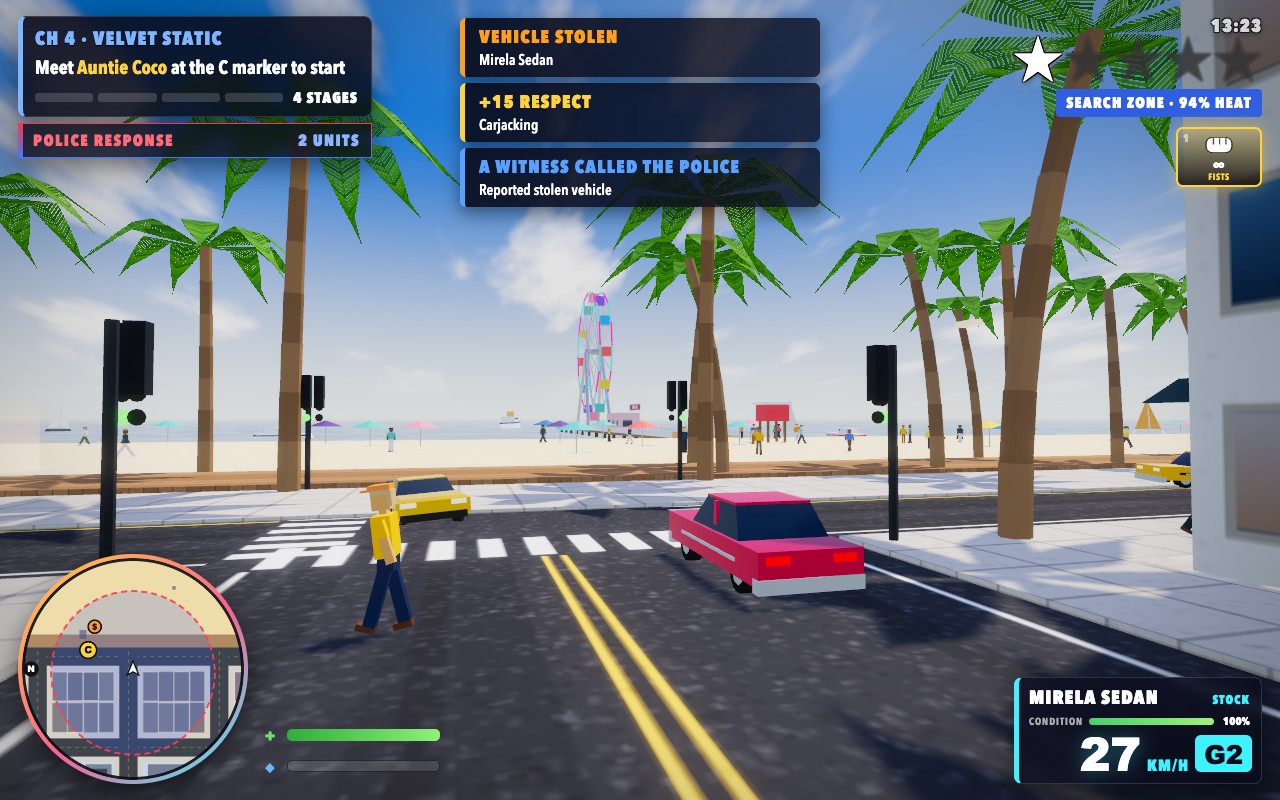 CH 4 · VELVET STATIC
Meet Auntie Coco at the C marker to start
4 STAGES
POLICE RESPONSE
2 UNITS
VEHICLE STOLEN
Mirela Sedan
+15 RESPECT
Carjacking
A WITNESS CALLED THE POLICE
Reported stolen vehicle
13:23
SEARCH ZONE · 94% HEAT
1
∞
FISTS
$
C
N
MIRELA SEDAN
STOCK
CONDITION
100%
27 KM/H G2